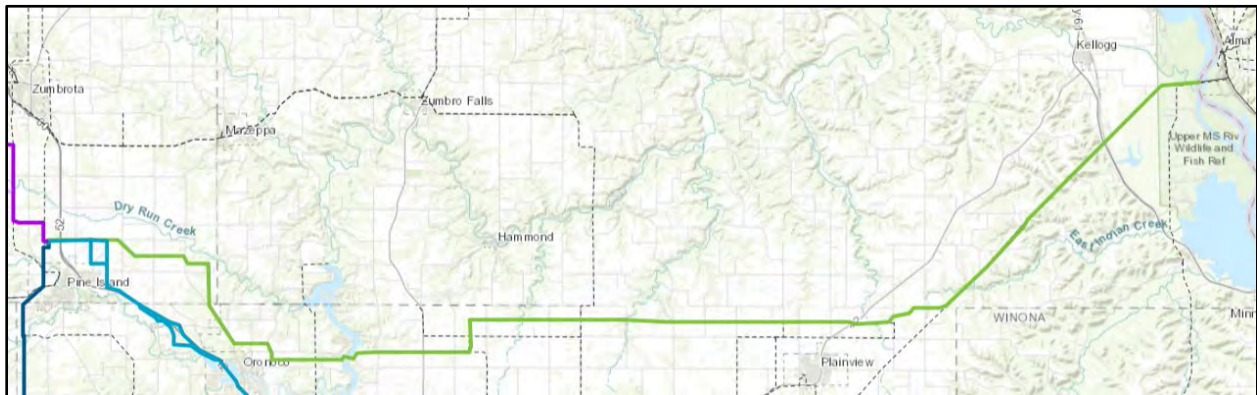 Kellogg
Alma
Zumbrota
Zumbro Falls
Mazeppa
Upper MS Riv
Wildlife and
Fish Ref
Dry Run Creek
52
Hammond
East Indian Creek
Pine Island
WINONA
Minn
Oronoco
Plainview